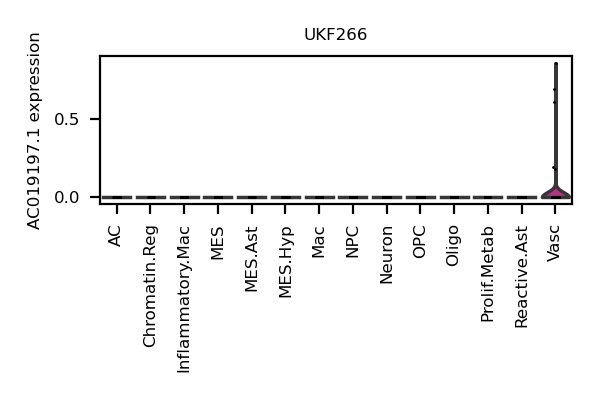 UKF266
AC019197.1 expression
0.5
0.0
AC
Chromatin.Reg
Inflammatory.Mac
MES
MES.Ast
MES.Hyp
Mac
NPC
Neuron
OPC
Oligo
Prolif.Metab
Reactive.Ast
Vasc